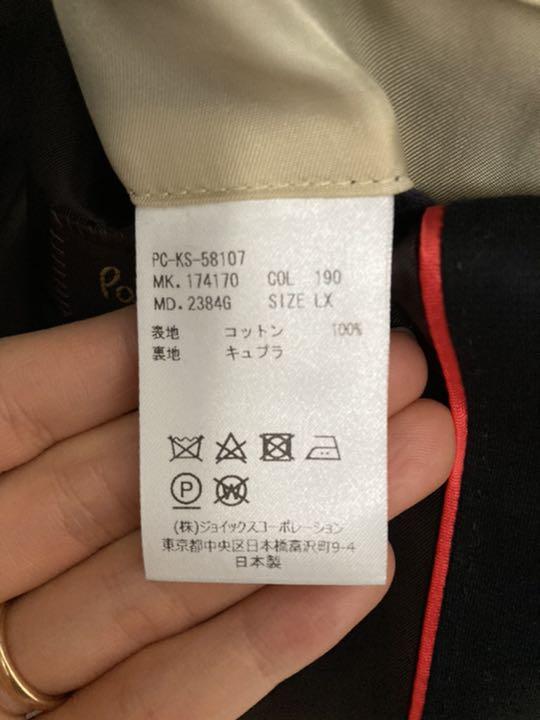 PC-KS-58107
MK. 174170 COL 190
MD. 2384G SIZE LX
表地 コットン 100%
裏地 キュプラ
P W
(株)ジョイックスコーポレーション
東京都中央区日本橋富沢町9-4
日本製